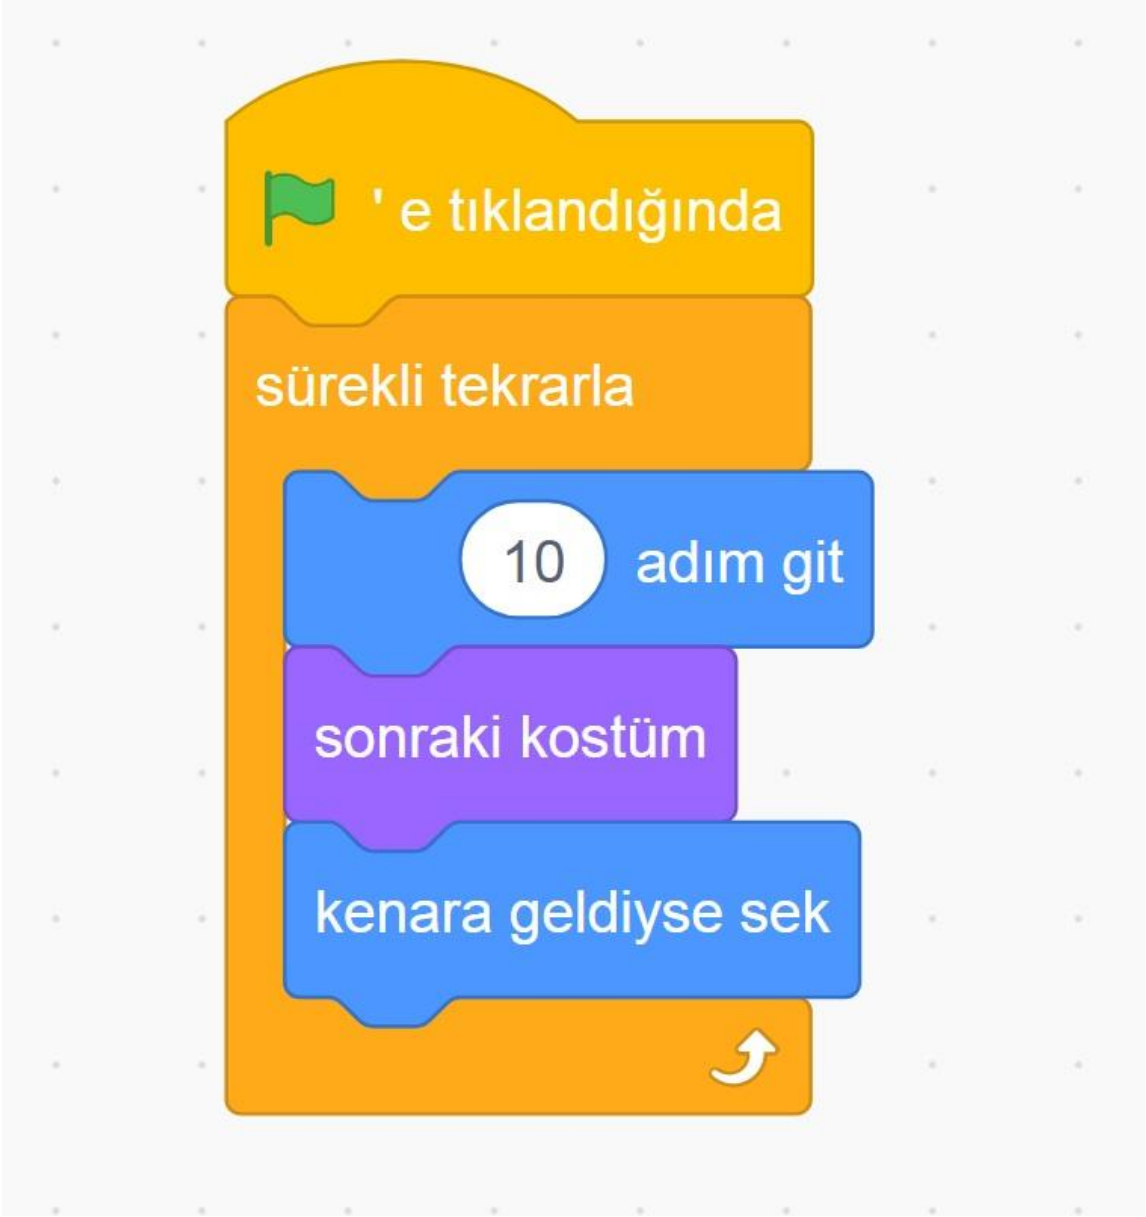 ' e tıklandığında
sürekli tekrarla
10 adım git
sonraki kostüm
kenara geldiyse sek